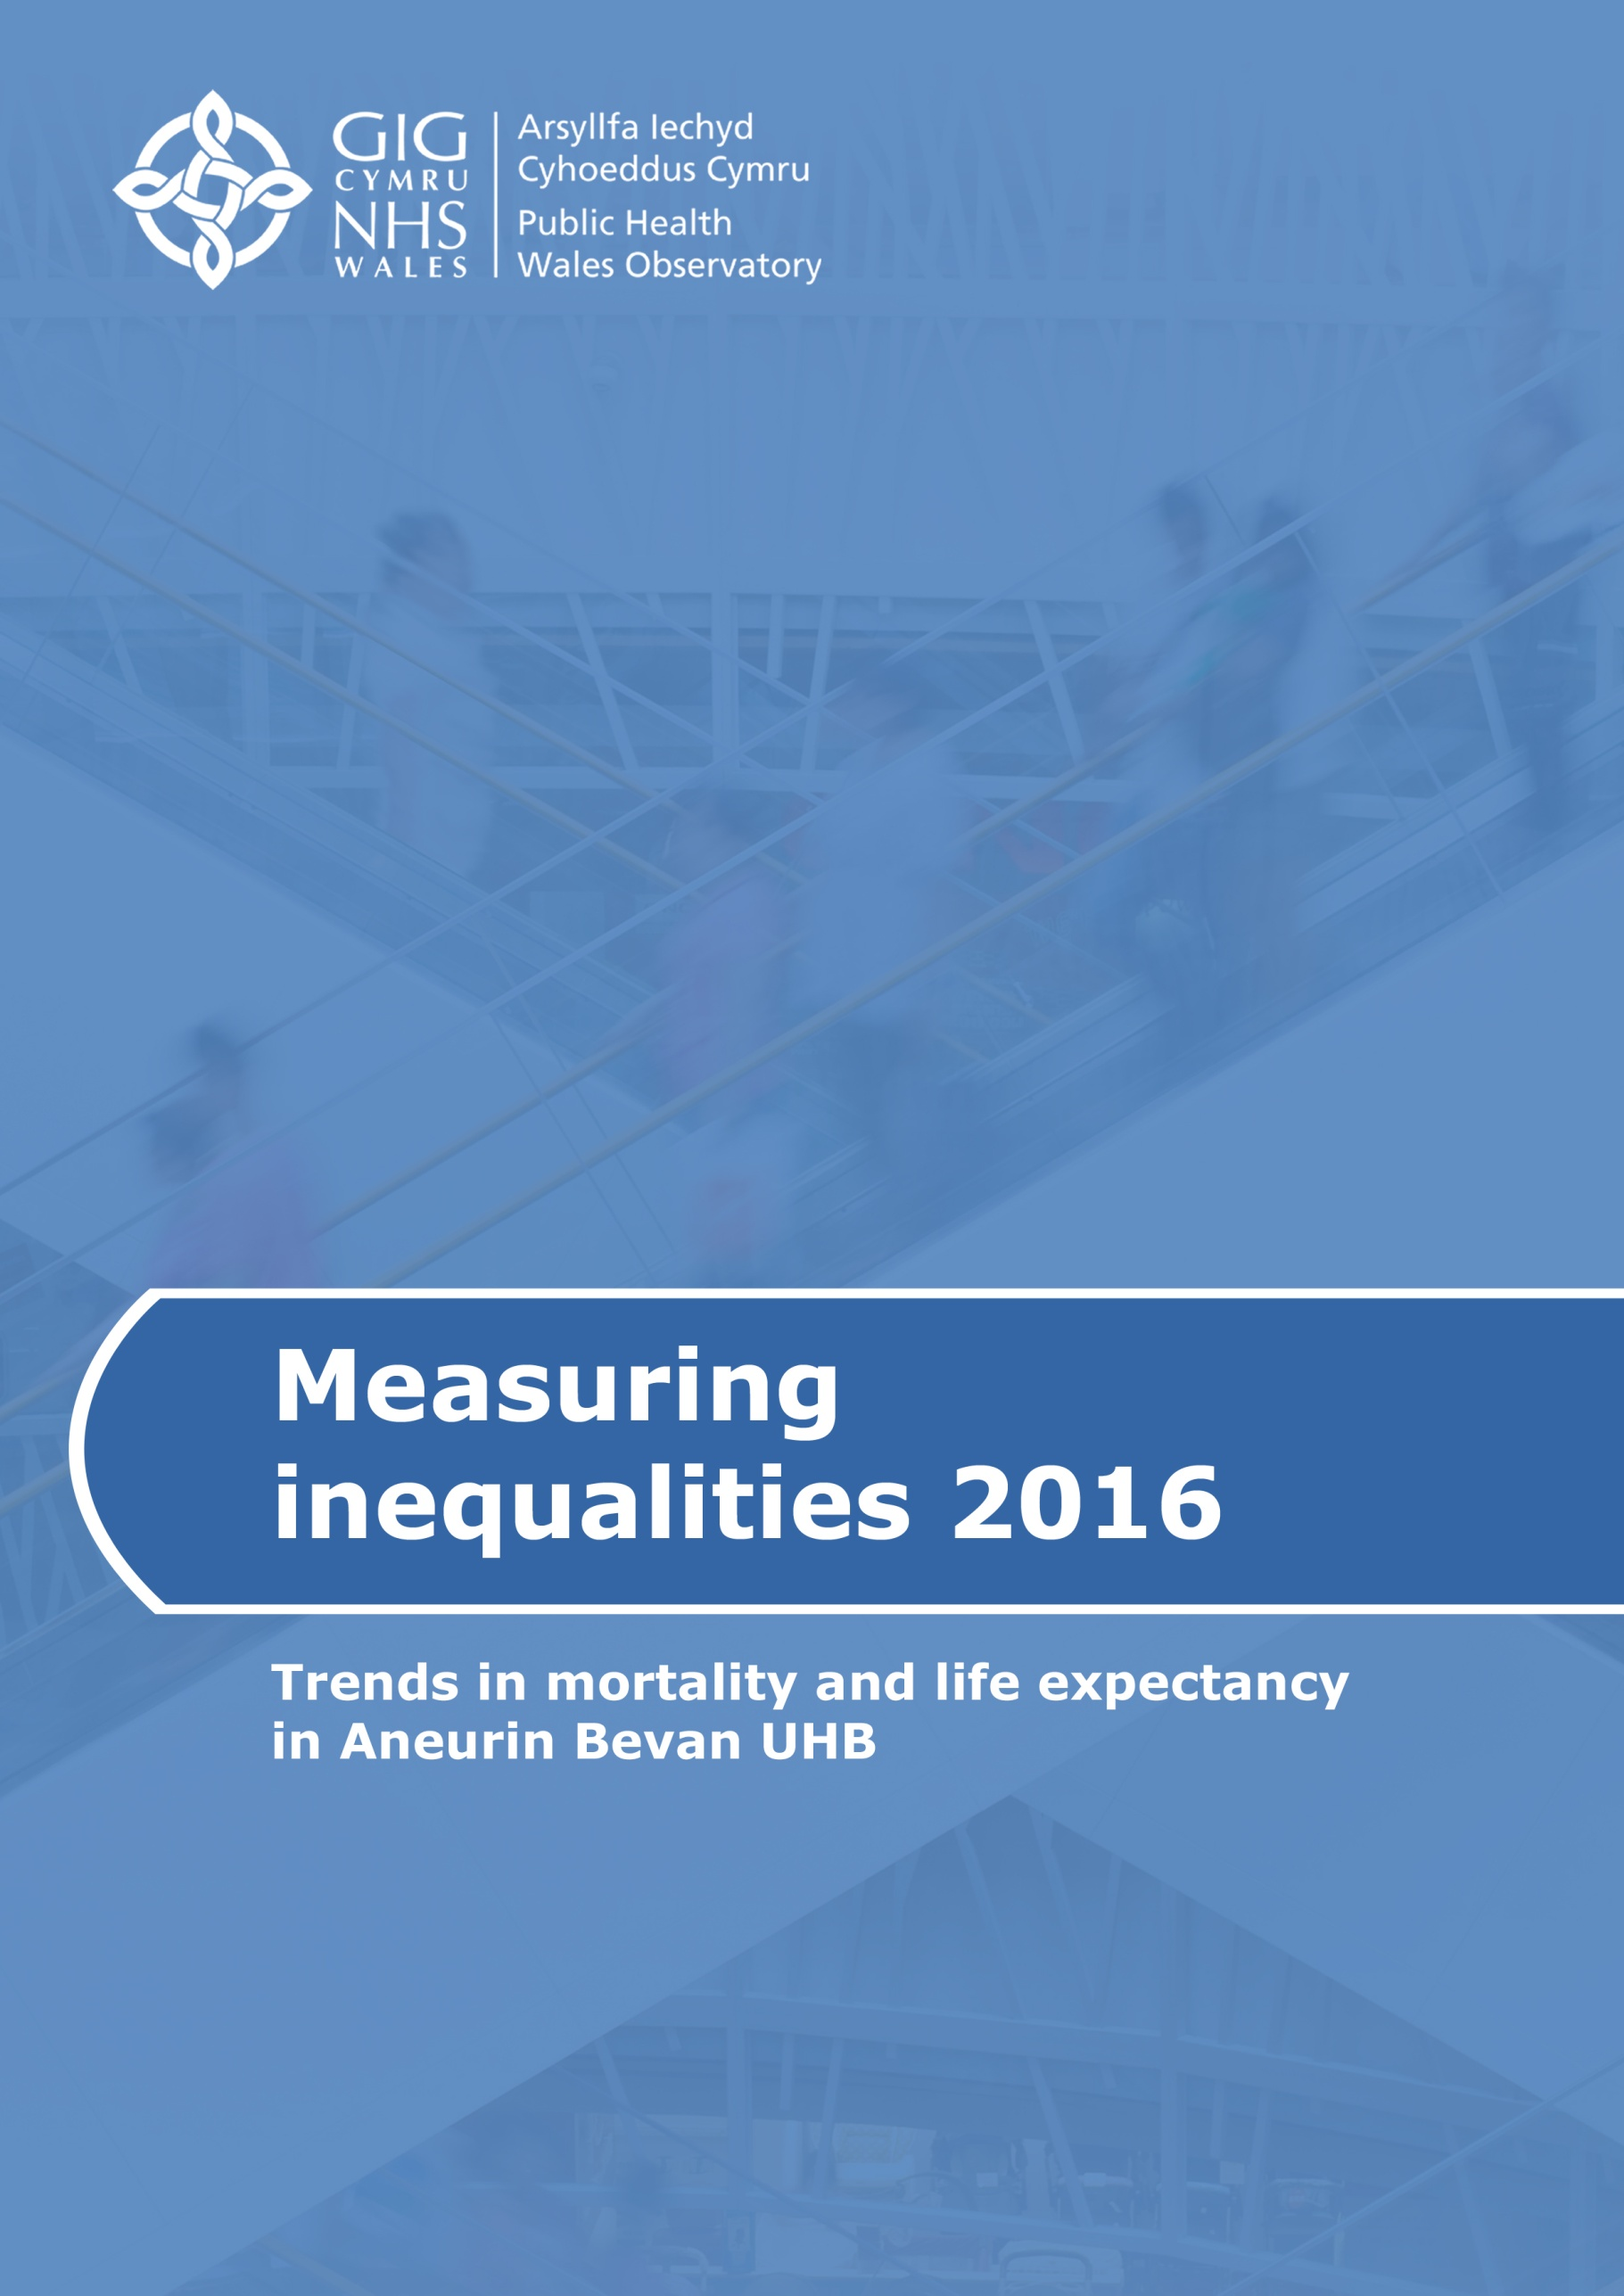 GIG
CYMRU
NHS
WALES
Arsyllfa Iechyd
Cyhoeddus Cymru
Public Health
Wales Observatory
Measuring
inequalities 2016
Trends in mortality and life expectancy
in Aneurin Bevan UHB